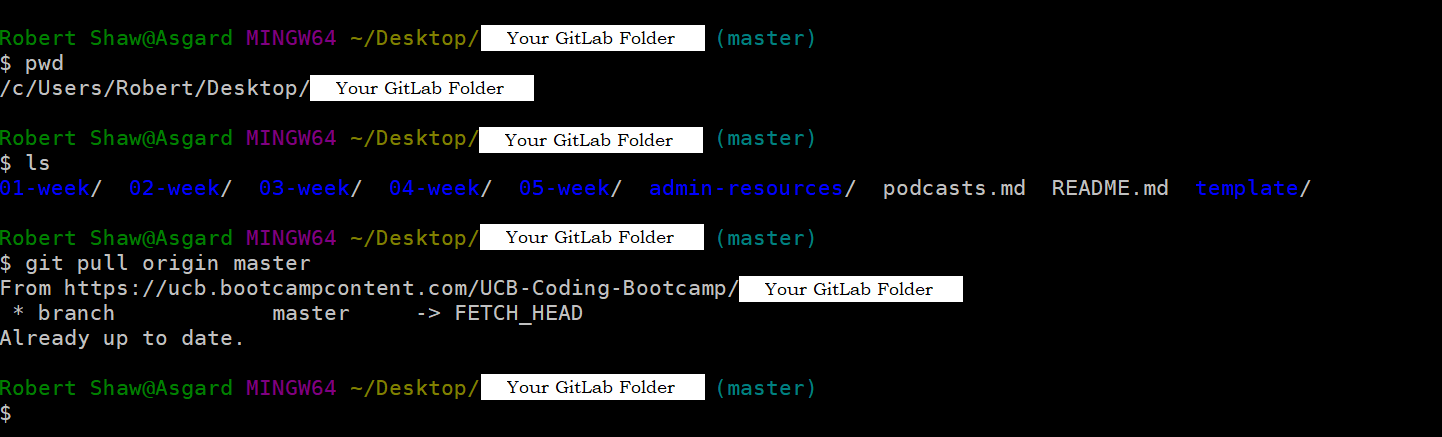 Robert Shaw@Asgard MINGW64 ~/Desktop/ Your GitLab Folder (master)
$ pwd
/c/Users/Robert/Desktop/ Your GitLab Folder
Robert Shaw@Asgard MINGW64 ~/Desktop/ Your GitLab Folder (master)
$ ls
01-week/  02-week/  03-week/  04-week/  05-week/  admin-resources/  podcasts.md  README.md  template/
Robert Shaw@Asgard MINGW64 ~/Desktop/ Your GitLab Folder (master)
$ git pull origin master
From https://ucb.bootcampcontent.com/UCB-Coding-Bootcamp/ Your GitLab Folder
 * branch            master     -> FETCH_HEAD
Already up to date.
Robert Shaw@Asgard MINGW64 ~/Desktop/ Your GitLab Folder (master)
$